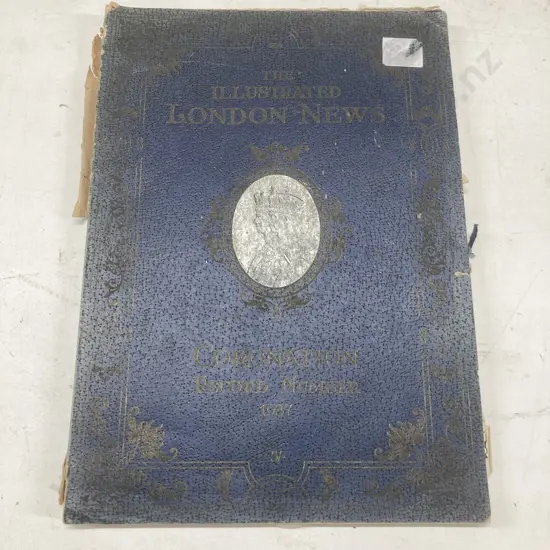 THE
ILLUSTRATED
LONDON NEWS
CORONATION
RECORD NUMBER
1937